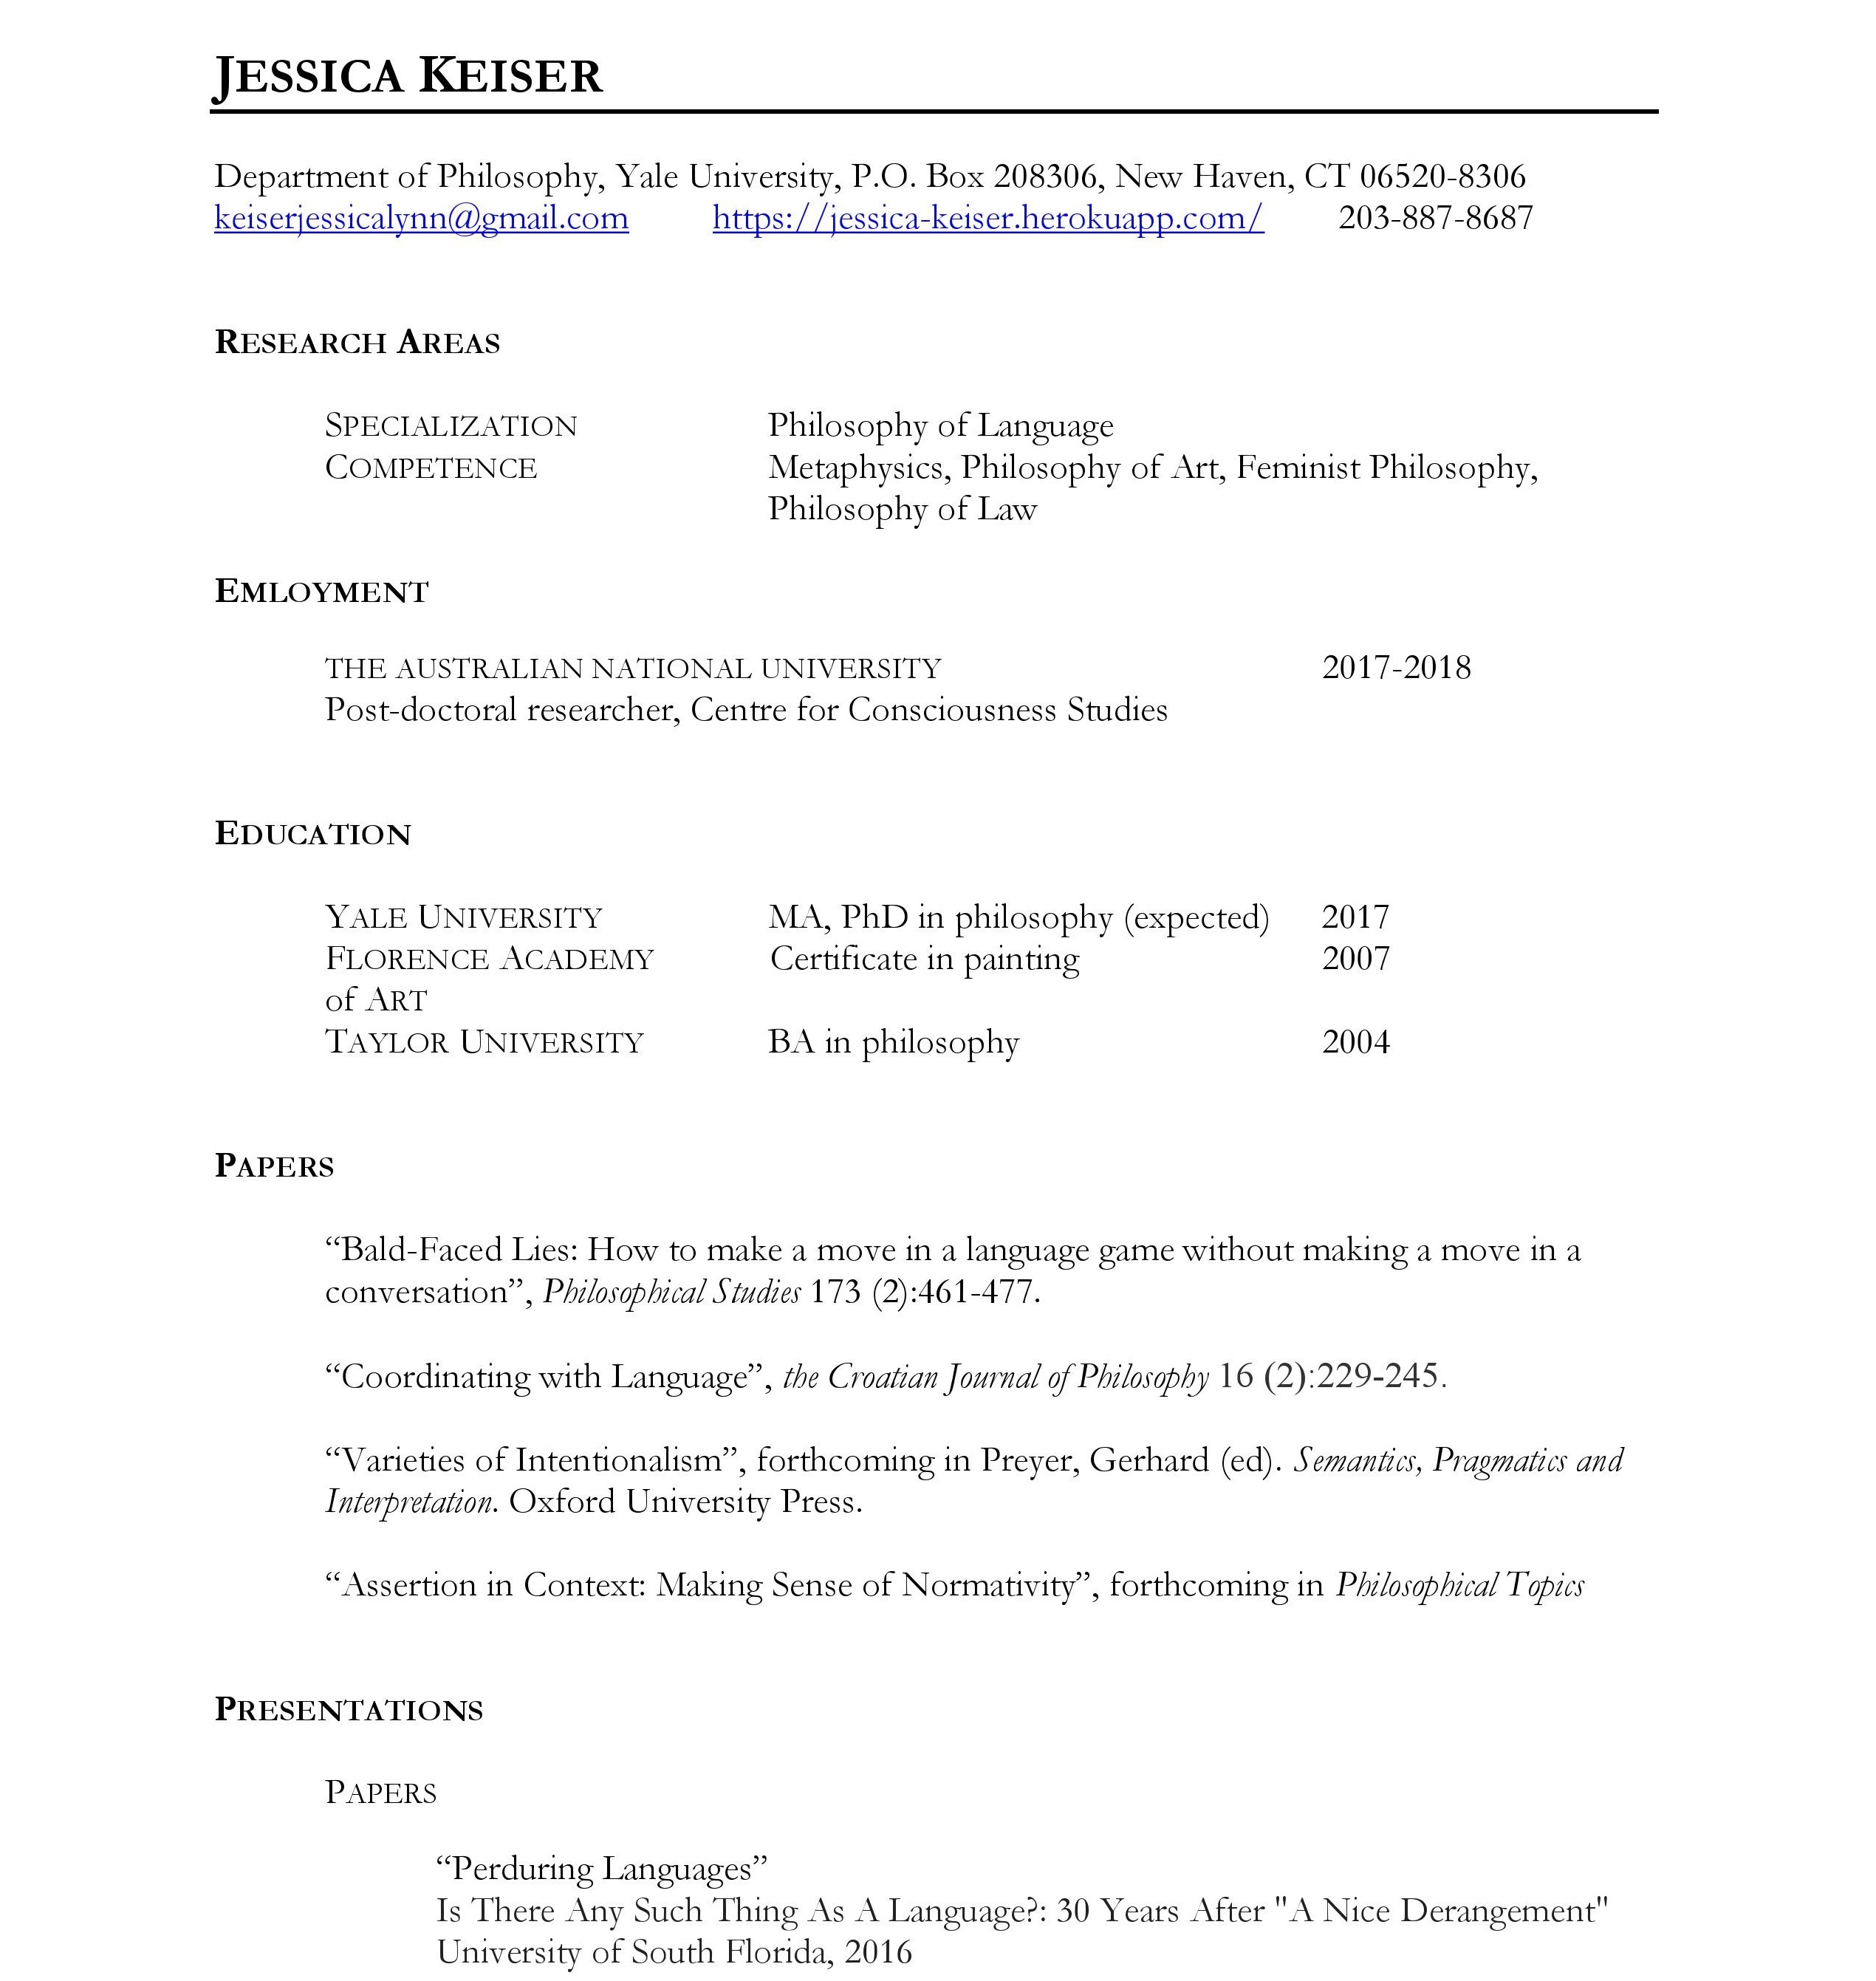 JESSICA KEISER
Department of Philosophy, Yale University, P.O. Box 208306, New Haven, CT 06520-8306
keiserjessicalynn@gmail.com https://jessica-keiser.herokuapp.com/ 203-887-8687
RESEARCH AREAS
SPECIALIZATION Philosophy of Language
COMPETENCE Metaphysics, Philosophy of Art, Feminist Philosophy,
Philosophy of Law
EMLOYMENT
THE AUSTRALIAN NATIONAL UNIVERSITY 2017-2018
Post-doctoral researcher, Centre for Consciousness Studies
EDUCATION
YALE UNIVERSITY MA, PhD in philosophy (expected) 2017
FLORENCE ACADEMY Certificate in painting 2007
of ART
TAYLOR UNIVERSITY BA in philosophy 2004
PAPERS
“Bald-Faced Lies: How to make a move in a language game without making a move in a
conversation”, Philosophical Studies 173 (2):461-477.
“Coordinating with Language”, the Croatian Journal of Philosophy 16 (2):229-245.
“Varieties of Intentionalism”, forthcoming in Preyer, Gerhard (ed). Semantics, Pragmatics and
Interpretation. Oxford University Press.
“Assertion in Context: Making Sense of Normativity”, forthcoming in Philosophical Topics
PRESENTATIONS
PAPERS
“Perduring Languages”
Is There Any Such Thing As A Language?: 30 Years After "A Nice Derangement"
University of South Florida, 2016